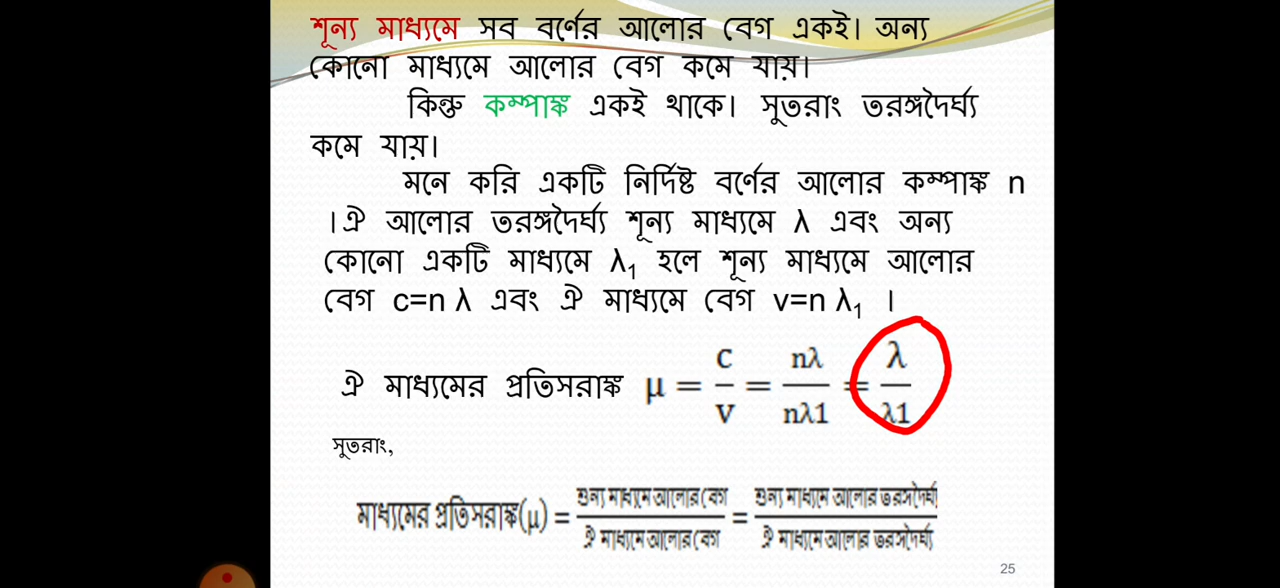 শূন্য মাধ্যমে সব বর্ণের আলোর বেগ একই। অন্য
কোনো মাধ্যমে আলোর বেগ কমে যায়।
কিন্তু কম্পাঙ্ক একই থাকে। সুতরাং তরঙ্গদৈর্ঘ্য
কমে যায়।
মনে করি একটি নির্দিষ্ট বর্ণের আলোর কম্পাঙ্ক n
।ঐ আলোর তরঙ্গদৈর্ঘ্য শূন্য মাধ্যমে λ এবং অন্য
কোনো একটি মাধ্যমে λ₁ হলে শূন্য মাধ্যমে আলোর
বেগ c=n λ এবং ঐ মাধ্যমে বেগ v=n λ₁ ।
ঐ মাধ্যমের প্রতিসরাঙ্ক μ = c/v = nλ/nλ1 = λ/λ1
সুতরাং,
মাধ্যমের প্রতিসরাঙ্ক(μ) = শুন্য মাধ্যমে আলোর বেগ/ঐ মাধ্যমে আলোর বেগ = শুন্য মাধ্যমে আলোর তরঙ্গদৈর্ঘ্য/ঐ মাধ্যমে আলোর তরঙ্গদৈর্ঘ্য
25